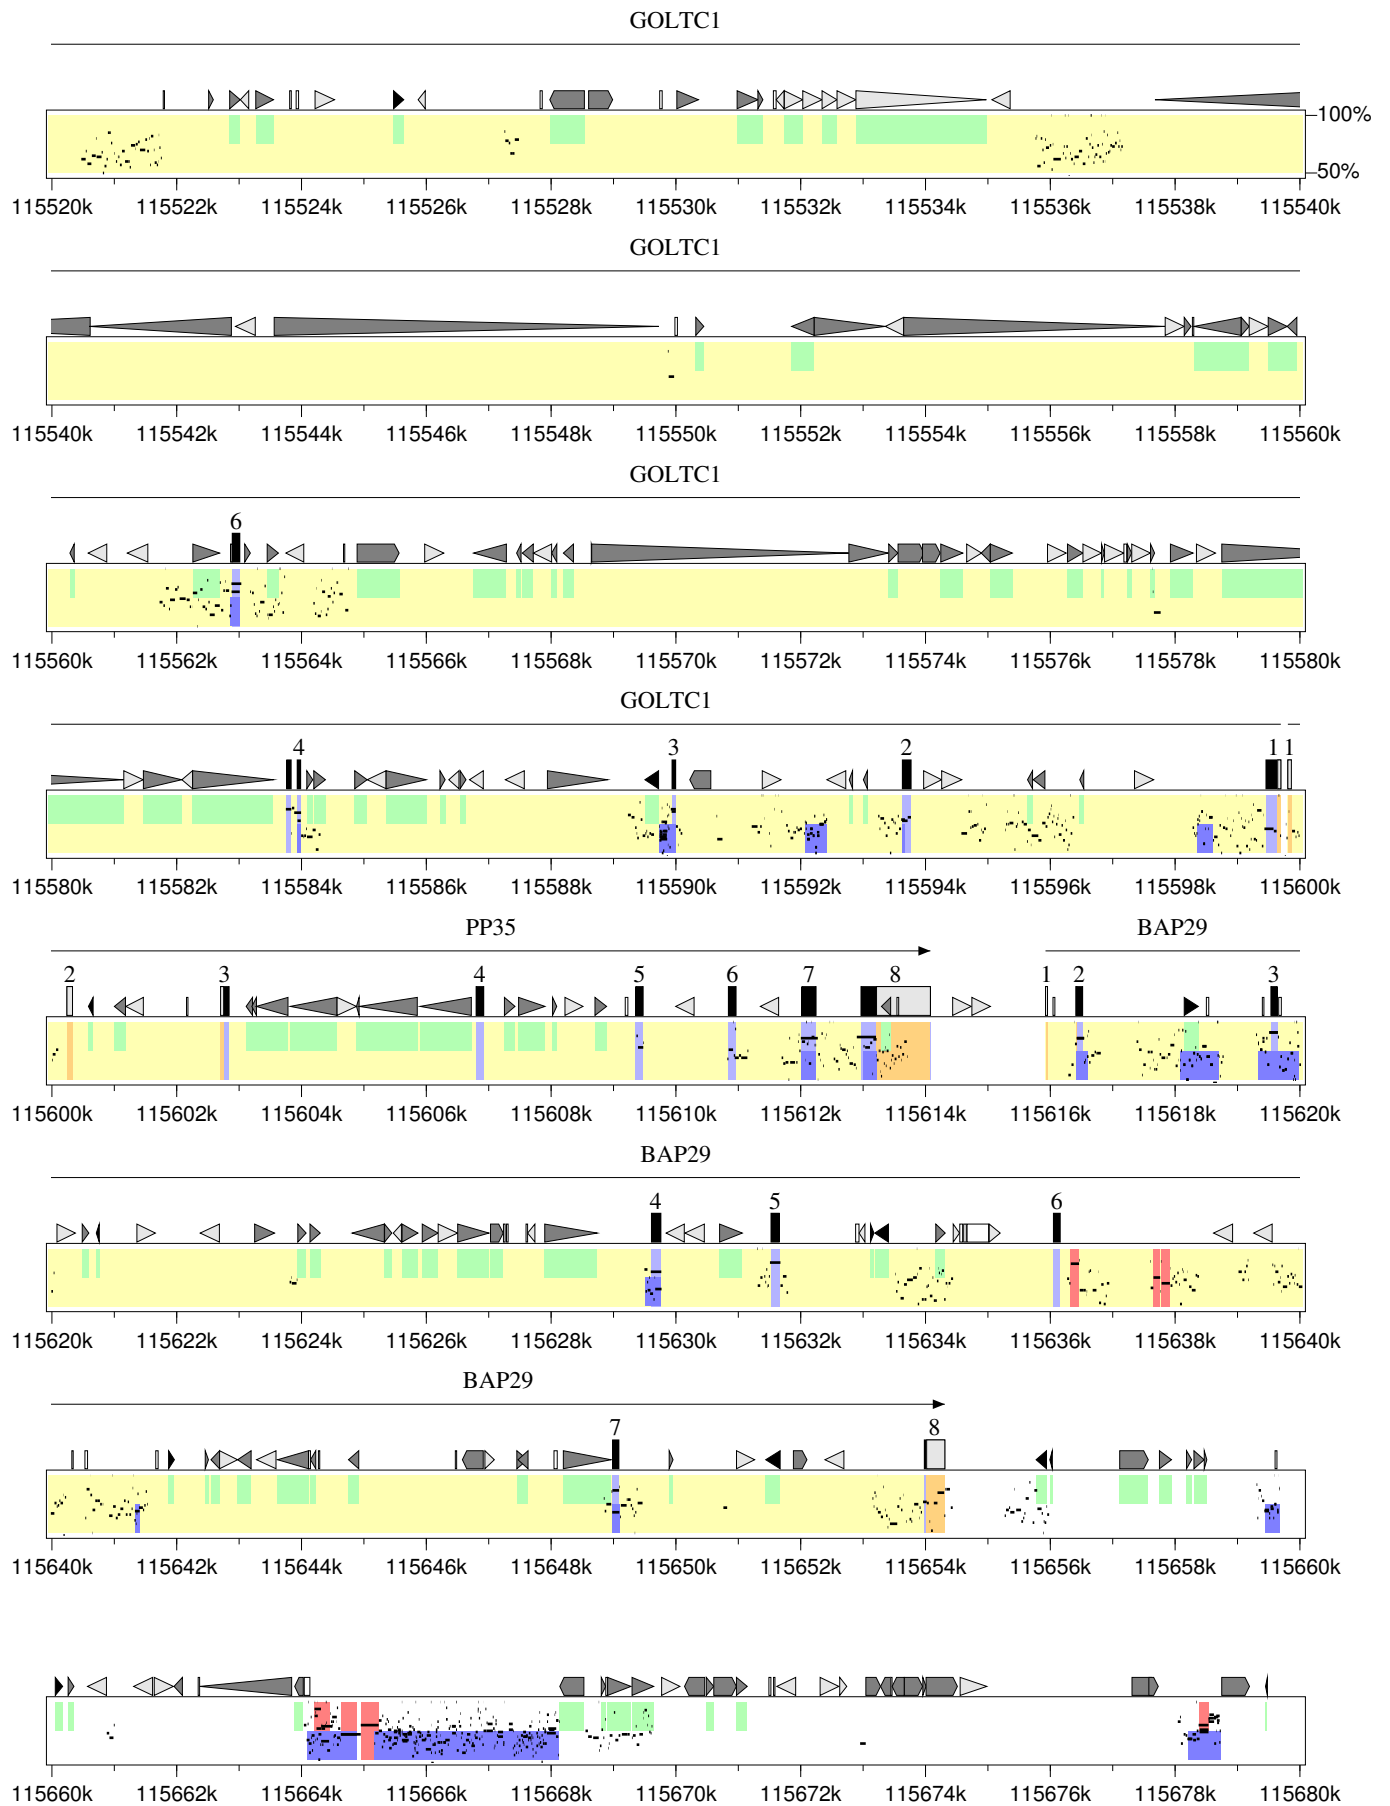 GOLTC1
100%
50%
115520k 115522k 115524k 115526k 115528k 115530k 115532k 115534k 115536k 115538k 115540k
GOLTC1
115540k 115542k 115544k 115546k 115548k 115550k 115552k 115554k 115556k 115558k 115560k
GOLTC1
6
115560k 115562k 115564k 115566k 115568k 115570k 115572k 115574k 115576k 115578k 115580k
GOLTC1
4 3 2 1 1
115580k 115582k 115584k 115586k 115588k 115590k 115592k 115594k 115596k 115598k 115600k
PP35 BAP29
2 3 4 5 6 7 8 1 2 3
115600k 115602k 115604k 115606k 115608k 115610k 115612k 115614k 115616k 115618k 115620k
BAP29
4 5 6
115620k 115622k 115624k 115626k 115628k 115630k 115632k 115634k 115636k 115638k 115640k
BAP29
7 8
115640k 115642k 115644k 115646k 115648k 115650k 115652k 115654k 115656k 115658k 115660k
115660k 115662k 115664k 115666k 115668k 115670k 115672k 115674k 115676k 115678k 115680k